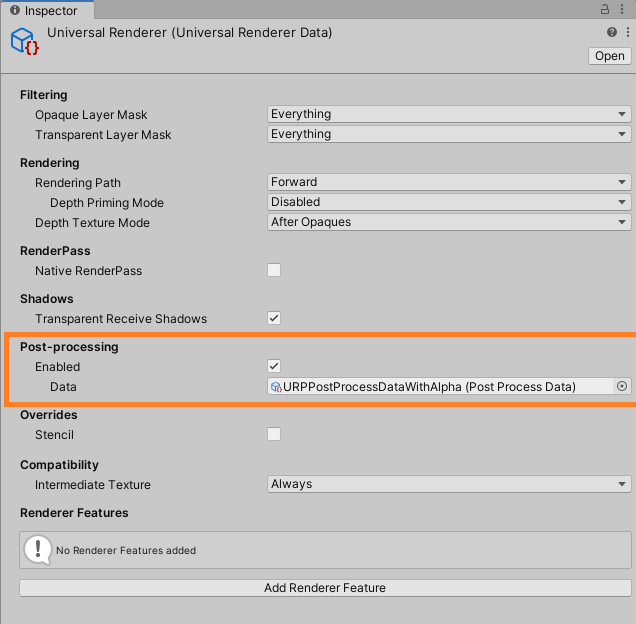 Inspector
Universal Renderer (Universal Renderer Data)
Open
Filtering
Opaque Layer Mask Everything
Transparent Layer Mask Everything
Rendering
Rendering Path Forward
Depth Priming Mode Disabled
Depth Texture Mode After Opaques
RenderPass
Native RenderPass
Shadows
Transparent Receive Shadows
Post-processing
Enabled
Data URPPostProcessDataWithAlpha (Post Process Data)
Overrides
Stencil
Compatibility
Intermediate Texture Always
Renderer Features
No Renderer Features added
Add Renderer Feature